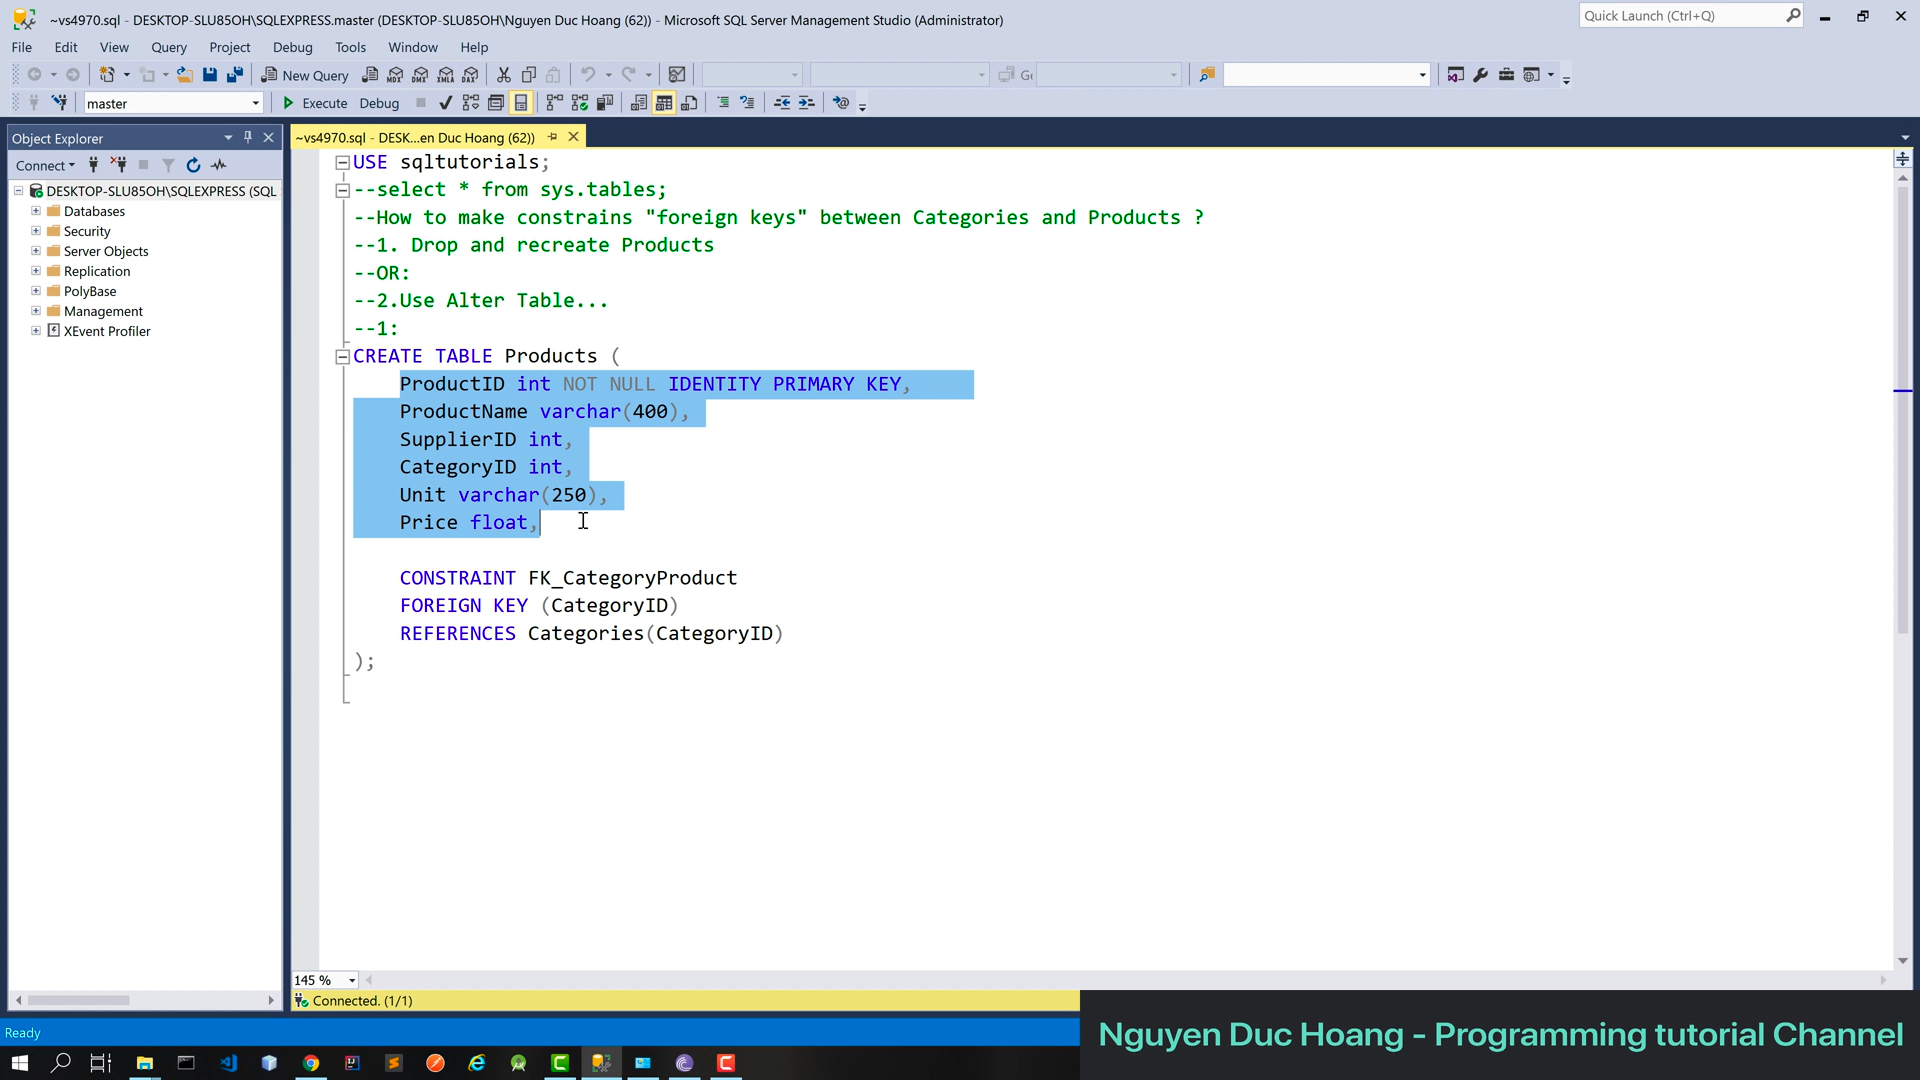 ~vs4970.sql - DESKTOP-SLU85OH\SQLEXPRESS.master (DESKTOP-SLU85OH\Nguyen Duc Hoang (62)) - Microsoft SQL Server Management Studio (Administrator)
Quick Launch (Ctrl+Q)
File Edit View Query Project Debug Tools Window Help
New Query MDX DMX XMLA DAX
master Execute Debug
Object Explorer
~vs4970.sql - DESK...en Duc Hoang (62))
Connect
DESKTOP-SLU85OH\SQLEXPRESS (SQL
Databases
Security
Server Objects
Replication
PolyBase
Management
XEvent Profiler
USE sqltutorials;
--select * from sys.tables;
--How to make constrains "foreign keys" between Categories and Products ?
--1. Drop and recreate Products
--OR:
--2.Use Alter Table...
--1:
CREATE TABLE Products (
ProductID int NOT NULL IDENTITY PRIMARY KEY,
ProductName varchar(400),
SupplierID int,
CategoryID int,
Unit varchar(250),
Price float,
CONSTRAINT FK_CategoryProduct
FOREIGN KEY (CategoryID)
REFERENCES Categories(CategoryID)
);
145 %
Connected. (1/1)
Ready
Nguyen Duc Hoang - Programming tutorial Channel